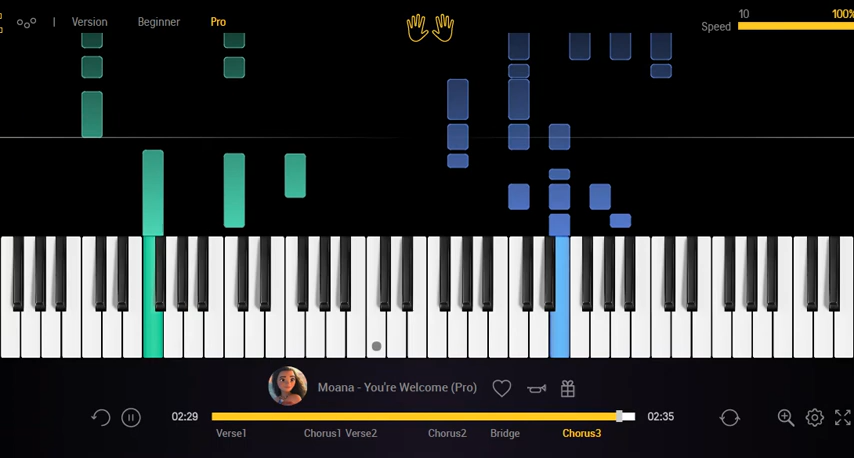 Version Beginner Pro 10 100%
Speed
Moana - You're Welcome (Pro)
02:29 02:35
Verse1 Chorus1 Verse2 Chorus2 Bridge Chorus3